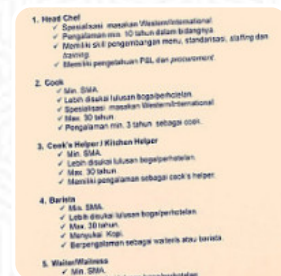 1. Head Chef
✓ Spesialisasi masakan Western/International
✓ Pengalaman min. 10 tahun dalam bidangnya
✓ Memiliki skill pengembangan menu, standarisasi, staffing dan
training
✓ Memiliki pengetahuan P&L dan procurement
2. Cook
✓ Min. SMA
✓ Lebih disukai lulusan boga/perhotelan
✓ Spesialisasi masakan Western/International
✓ Max. 30 tahun
✓ Pengalaman min. 3 tahun sebagai cook.
3. Cook's Helper / Kitchen Helper
✓ Min. SMA
✓ Lebih disukai lulusan boga/perhotelan
✓ Max. 30 tahun
✓ Memiliki pengalaman sebagai cook's helper
4. Barista
✓ Min. SMA
✓ Lebih disukai lulusan boga/perhotelan
✓ Max. 30 tahun
✓ Menyukai Kopi.
✓ Berpengalaman sebagai waiters atau barista
5. Waiter/Waitress
✓ Min. SMA